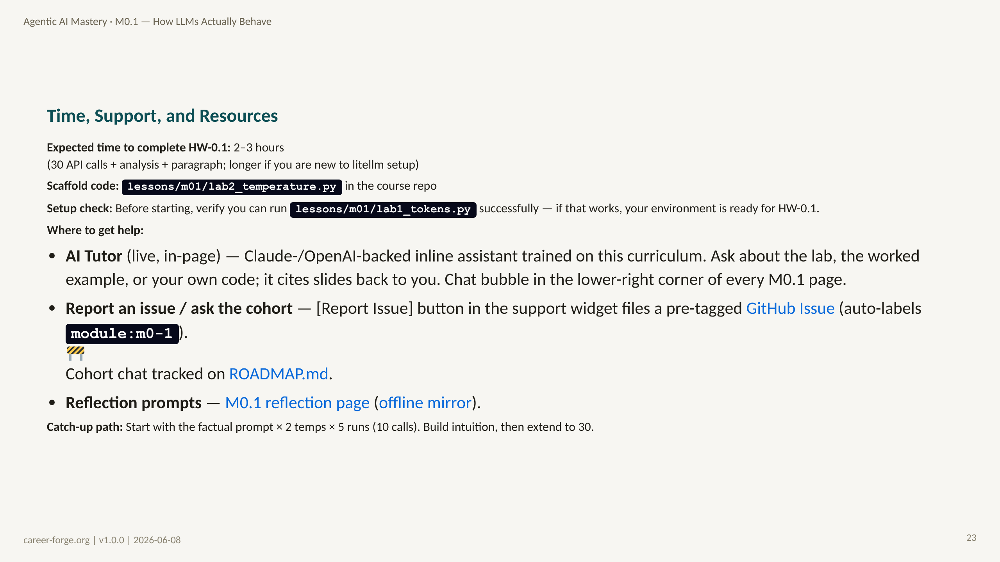 Agentic AI Mastery · M0.1 — How LLMs Actually Behave
Time, Support, and Resources
Expected time to complete HW-0.1: 2–3 hours
(30 API calls + analysis + paragraph; longer if you are new to litellm setup)
Scaffold code: lessons/m01/lab2_temperature.py in the course repo
Setup check: Before starting, verify you can run lessons/m01/lab1_tokens.py successfully — if that works, your environment is ready for HW-0.1.
Where to get help:
• AI Tutor (live, in-page) — Claude-/OpenAI-backed inline assistant trained on this curriculum. Ask about the lab, the worked
example, or your own code; it cites slides back to you. Chat bubble in the lower-right corner of every M0.1 page.
• Report an issue / ask the cohort — [Report Issue] button in the support widget files a pre-tagged GitHub Issue (auto-labels
module:m0-1).
🚧
Cohort chat tracked on ROADMAP.md.
• Reflection prompts — M0.1 reflection page (offline mirror).
Catch-up path: Start with the factual prompt × 2 temps × 5 runs (10 calls). Build intuition, then extend to 30.
career-forge.org | v1.0.0 | 2026-06-08
23